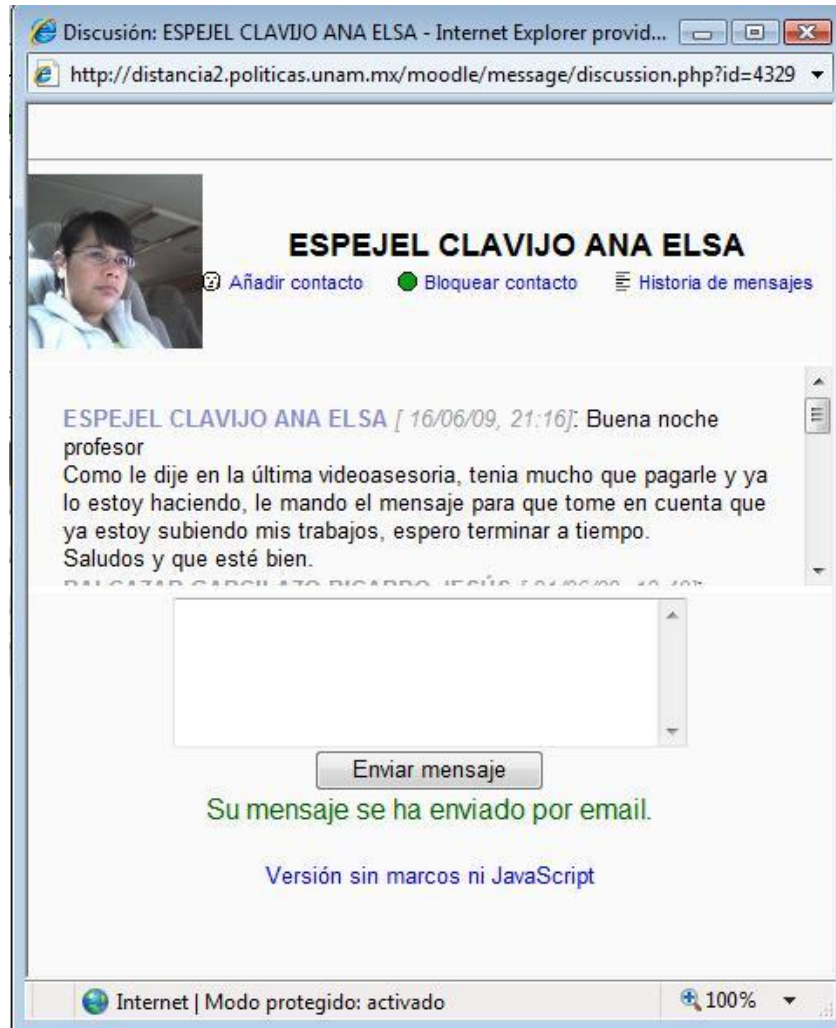 Discusión: ESPEJEL CLAVIJO ANA ELSA - Internet Explorer provid...
http://distancia2.politicas.unam.mx/moodle/message/discussion.php?id=4329
ESPEJEL CLAVIJO ANA ELSA
Añadir contacto Bloquear contacto Historia de mensajes
ESPEJEL CLAVIJO ANA ELSA [ 16/06/09, 21:16]: Buena noche
profesor
Como le dije en la última videoasesoria, tenia mucho que pagarle y ya
lo estoy haciendo, le mando el mensaje para que tome en cuenta que
ya estoy subiendo mis trabajos, espero terminar a tiempo.
Saludos y que esté bien.
RICARDO JESÚS
Enviar mensaje
Su mensaje se ha enviado por email.
Versión sin marcos ni JavaScript
Internet | Modo protegido: activado 100%